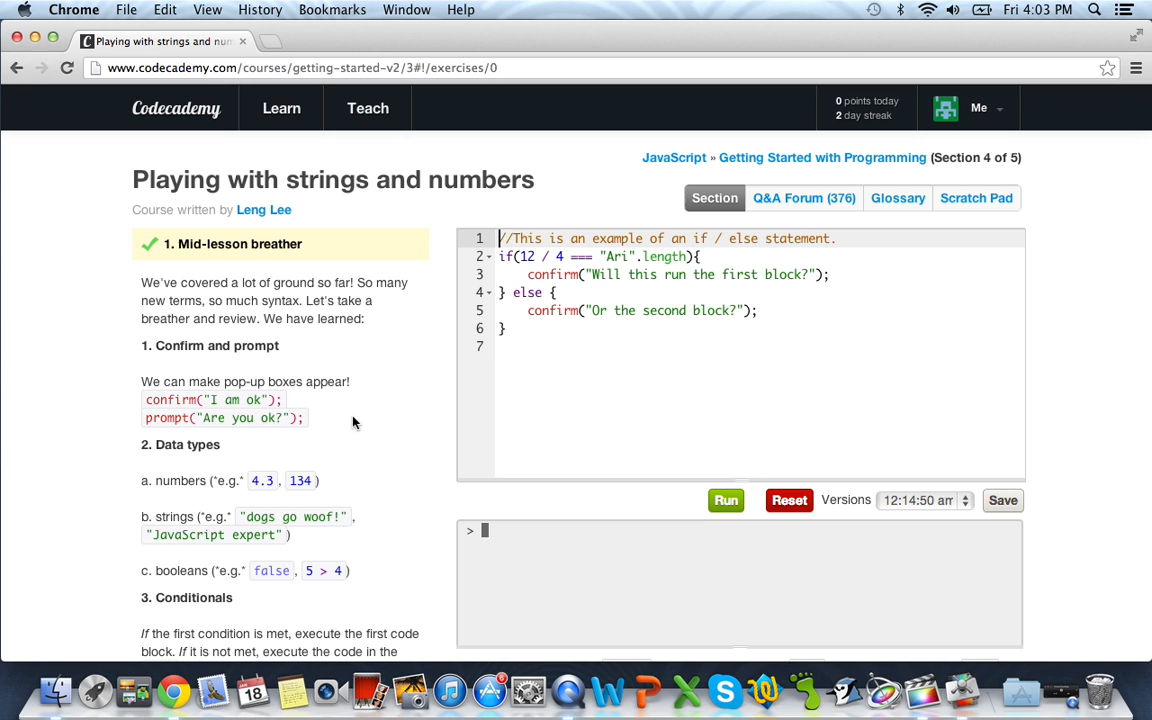 Chrome File Edit View History Bookmarks Window Help Fri 4:03 PM
Playing with strings and num
www.codecademy.com/courses/getting-started-v2/3#!/exercises/0
Codecademy Learn Teach 0 points today Me
2 day streak
JavaScript » Getting Started with Programming (Section 4 of 5)
Playing with strings and numbers
Course written by Leng Lee
Section Q&A Forum (376) Glossary Scratch Pad
1. Mid-lesson breather
We've covered a lot of ground so far! So many
new terms, so much syntax. Let's take a
breather and review. We have learned:
1. Confirm and prompt
We can make pop-up boxes appear!
confirm("I am ok");
prompt("Are you ok?");
2. Data types
a. numbers (*e.g.* 4.3, 134)
b. strings (*e.g.* "dogs go woof!",
"JavaScript expert")
c. booleans (*e.g.* false, 5 > 4)
3. Conditionals
If the first condition is met, execute the first code
block. If it is not met, execute the code in the
1 //This is an example of an if / else statement.
2 if(12 / 4 === "Ari".length){
3 confirm("Will this run the first block?");
4 } else {
5 confirm("Or the second block?");
6 }
7
Run Reset Versions 12:14:50 am Save
>
JAN
18
6